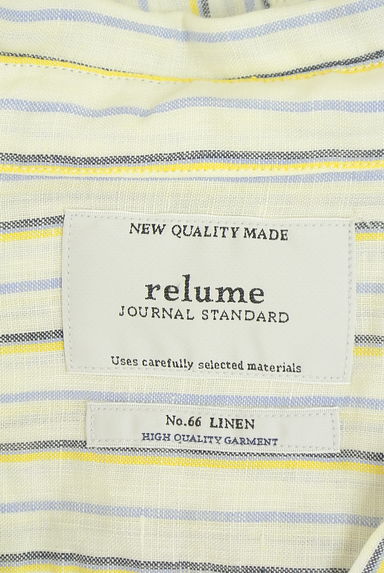 NEW QUALITY MADE
relume
JOURNAL STANDARD
Uses carefully selected materials
No.66 LINEN
HIGH QUALITY GARMENT